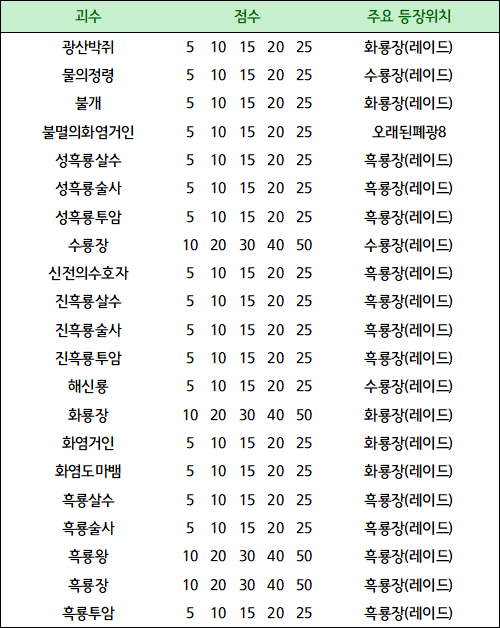 괴수 점수 주요 등장위치
광산박쥐 5 10 15 20 25 화룡장(레이드)
물의정령 5 10 15 20 25 수룡장(레이드)
불개 5 10 15 20 25 화룡장(레이드)
불멸의화염거인 5 10 15 20 25 오래된폐광8
성흑룡살수 5 10 15 20 25 흑룡장(레이드)
성흑룡술사 5 10 15 20 25 흑룡장(레이드)
성흑룡투암 5 10 15 20 25 흑룡장(레이드)
수룡장 10 20 30 40 50 수룡장(레이드)
신전의수호자 5 10 15 20 25 흑룡장(레이드)
진흑룡살수 5 10 15 20 25 흑룡장(레이드)
진흑룡술사 5 10 15 20 25 흑룡장(레이드)
진흑룡투암 5 10 15 20 25 흑룡장(레이드)
해신룡 5 10 15 20 25 수룡장(레이드)
화룡장 10 20 30 40 50 화룡장(레이드)
화염거인 5 10 15 20 25 화룡장(레이드)
화염도마뱀 5 10 15 20 25 화룡장(레이드)
흑룡살수 5 10 15 20 25 흑룡장(레이드)
흑룡술사 5 10 15 20 25 흑룡장(레이드)
흑룡왕 10 20 30 40 50 흑룡장(레이드)
흑룡장 10 20 30 40 50 흑룡장(레이드)
흑룡투암 5 10 15 20 25 흑룡장(레이드)